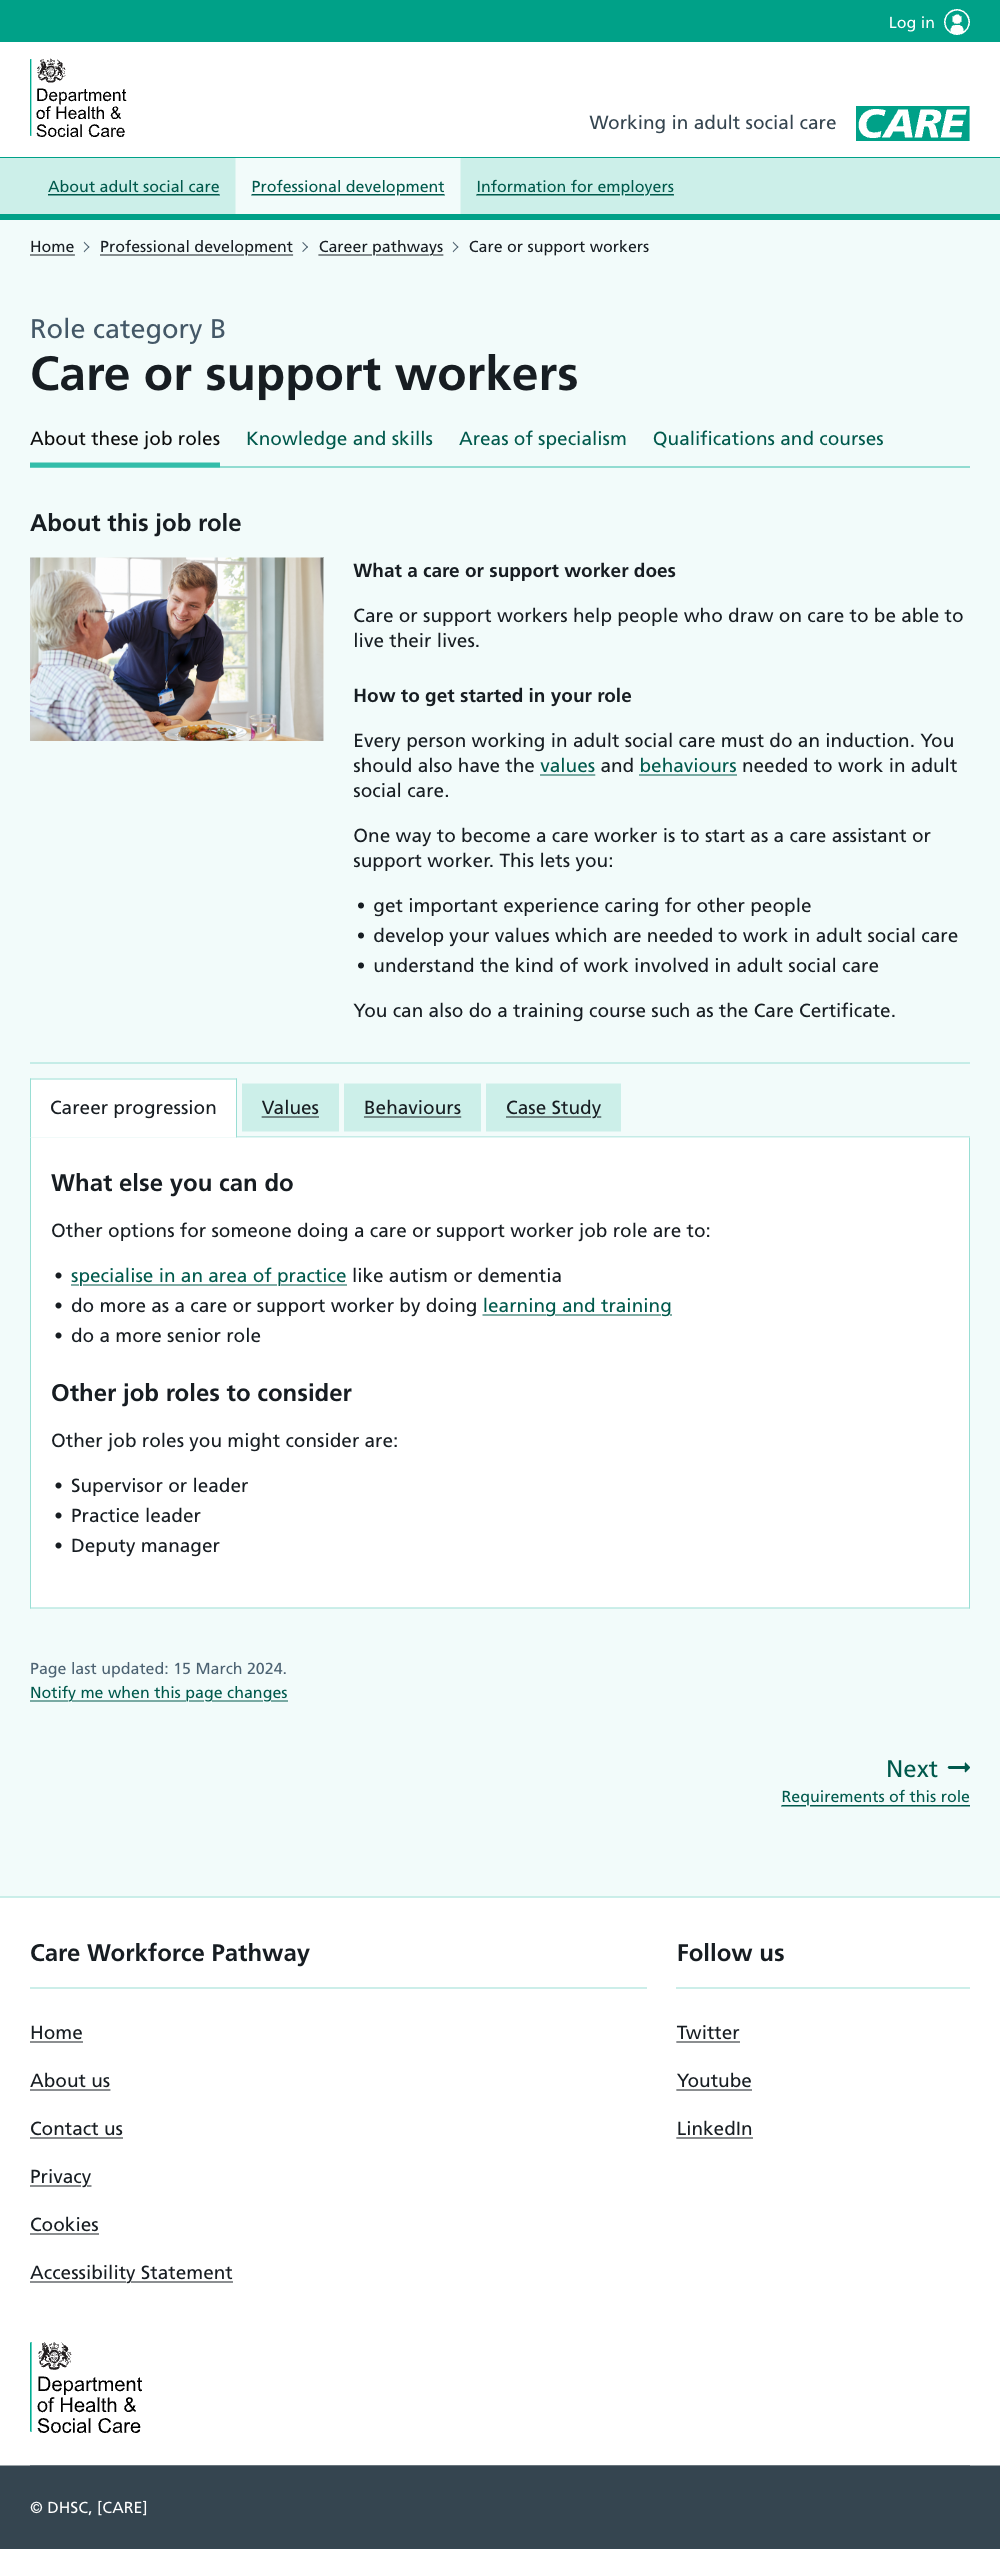 Log in
Department
of Health &
Social Care
Working in adult social care
CARE
About adult social care
Professional development
Information for employers
Home
Professional development
Career pathways
Care or support workers
Role category B
Care or support workers
About these job roles
Knowledge and skills
Areas of specialism
Qualifications and courses
About this job role
What a care or support worker does
Care or support workers help people who draw on care to be able to
live their lives.
How to get started in your role
Every person working in adult social care must do an induction. You
should also have the values and behaviours needed to work in adult
social care.
One way to become a care worker is to start as a care assistant or
support worker. This lets you:
• get important experience caring for other people
• develop your values which are needed to work in adult social care
• understand the kind of work involved in adult social care
You can also do a training course such as the Care Certificate.
Career progression
Values
Behaviours
Case Study
What else you can do
Other options for someone doing a care or support worker job role are to:
• specialise in an area of practice like autism or dementia
• do more as a care or support worker by doing learning and training
• do a more senior role
Other job roles to consider
Other job roles you might consider are:
• Supervisor or leader
• Practice leader
• Deputy manager
Page last updated: 15 March 2024.
Notify me when this page changes
Next
Requirements of this role
Care Workforce Pathway
Home
About us
Contact us
Privacy
Cookies
Accessibility Statement
Follow us
Twitter
Youtube
LinkedIn
Department
of Health &
Social Care
© DHSC, [CARE]